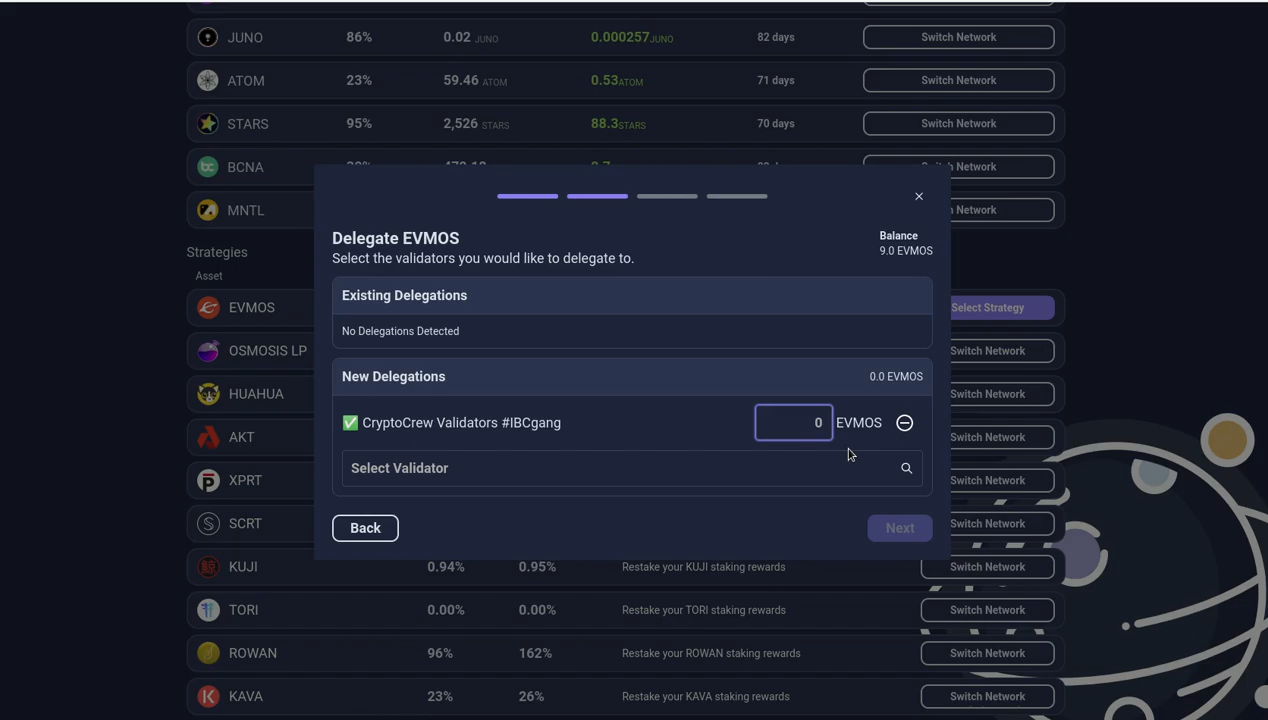 JUNO 86% 0.02 JUNO 0.000257JUNO 82 days Switch Network
ATOM 23% 59.46 ATOM 0.53ATOM 71 days Switch Network
STARS 95% 2,526 STARS 88.3STARS 70 days Switch Network
BCNA
MNTL
Delegate EVMOS
Select the validators you would like to delegate to.
Balance
9.0 EVMOS
Existing Delegations
No Delegations Detected
New Delegations 0.0 EVMOS
✅ CryptoCrew Validators #IBCgang 0 EVMOS
Select Validator
Back Next
Strategies
Asset
EVMOS Select Strategy
OSMOSIS LP Switch Network
HUAHUA Switch Network
AKT Switch Network
XPRT Switch Network
SCRT Switch Network
KUJI 0.94% 0.95% Restake your KUJI staking rewards Switch Network
TORI 0.00% 0.00% Restake your TORI staking rewards Switch Network
ROWAN 96% 162% Restake your ROWAN staking rewards Switch Network
KAVA 23% 26% Restake your KAVA staking rewards Switch Network